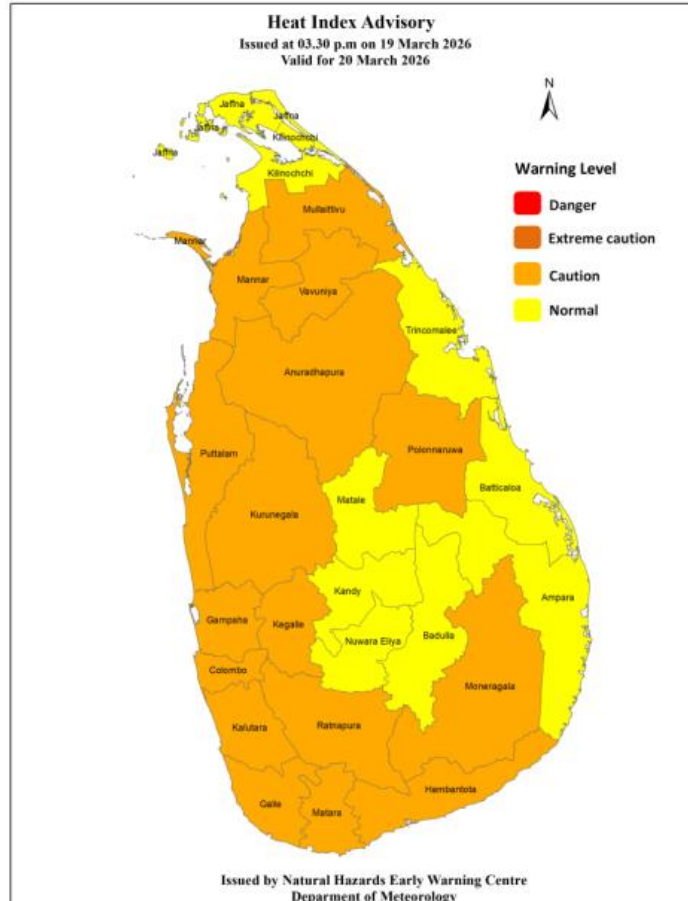 Heat Index Advisory
Issued at 03.30 p.m on 19 March 2026
Valid for 20 March 2026
N
Jaffna
Jaffna
Jaffna
Kilinochchi
Jaffna
Kilinochchi
Warning Level
Danger
Extreme caution
Caution
Normal
Mullaittivu
Mannar
Mannar
Vavuniya
Trincomalee
Anuradhapura
Polonnaruwa
Puttalam
Batticaloa
Matale
Kurunegala
Kandy
Ampara
Gampaha
Kegalle
Nuwara Eliya
Badulla
Colombo
Moneragala
Kalutara
Ratnapura
Hambantota
Galle
Matara
Issued by Natural Hazards Early Warning Centre
Deparment of Meteorology